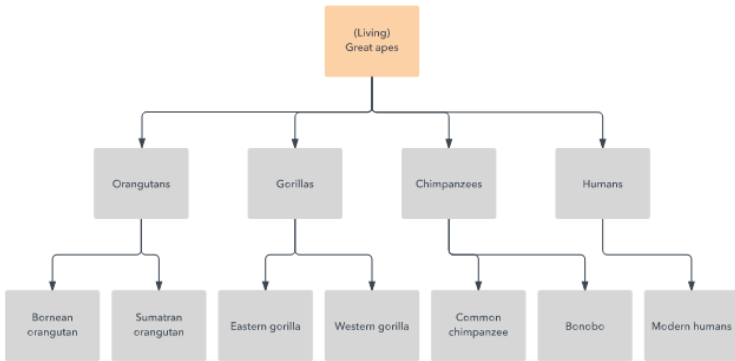 (Living)
Great apes
Orangutans
Gorillas
Chimpanzees
Humans
Bornean
orangutan
Sumatran
orangutan
Eastern gorilla
Western gorilla
Common
chimpanzee
Bonobo
Modern humans